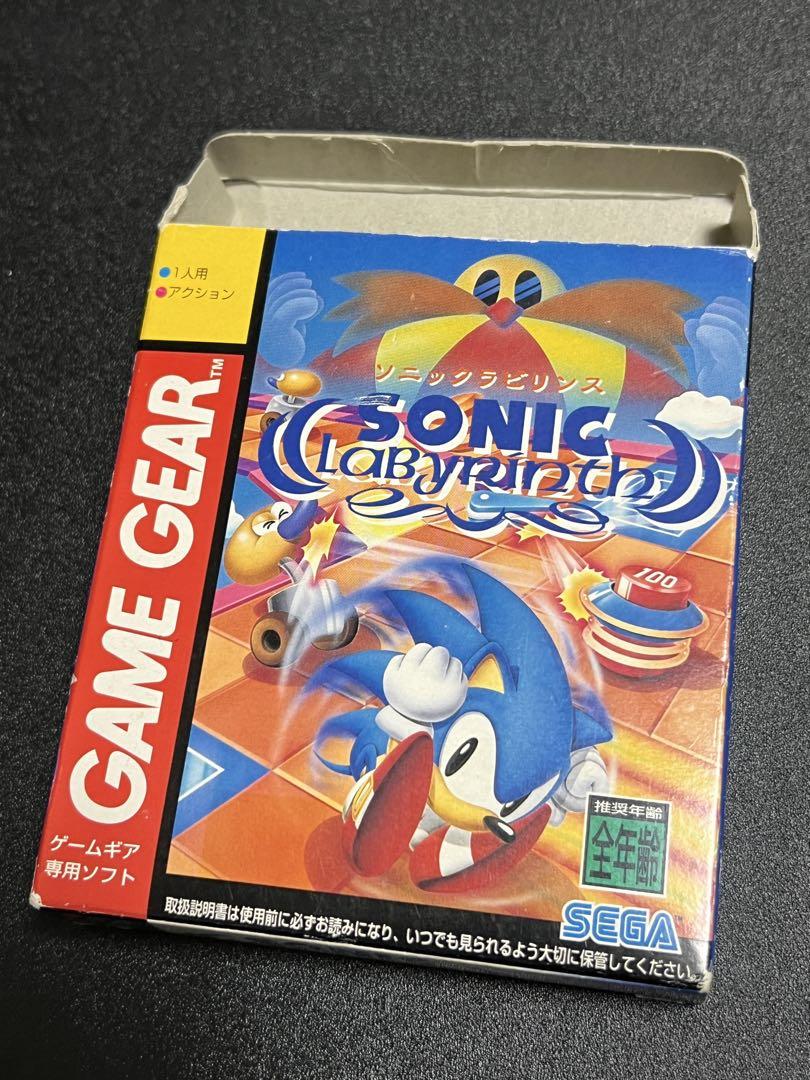 ●1人用
●アクション
GAME GEAR™
ゲームギア
専用ソフト
ソニックラビリンス
SONIC
Labyrinth
100
推奨年齢
全年齢
SEGA™
取扱説明書は使用前に必ずお読みになり、いつでも見られるよう大切に保管してください。